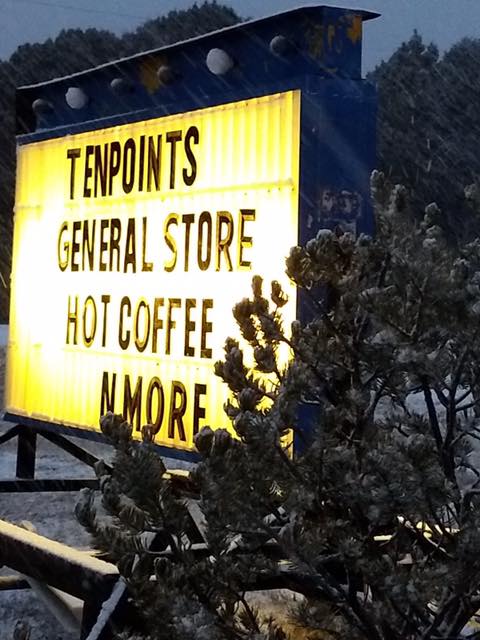 TENPOINTS
GENERAL STORE
HOT COFFEE
N MORE